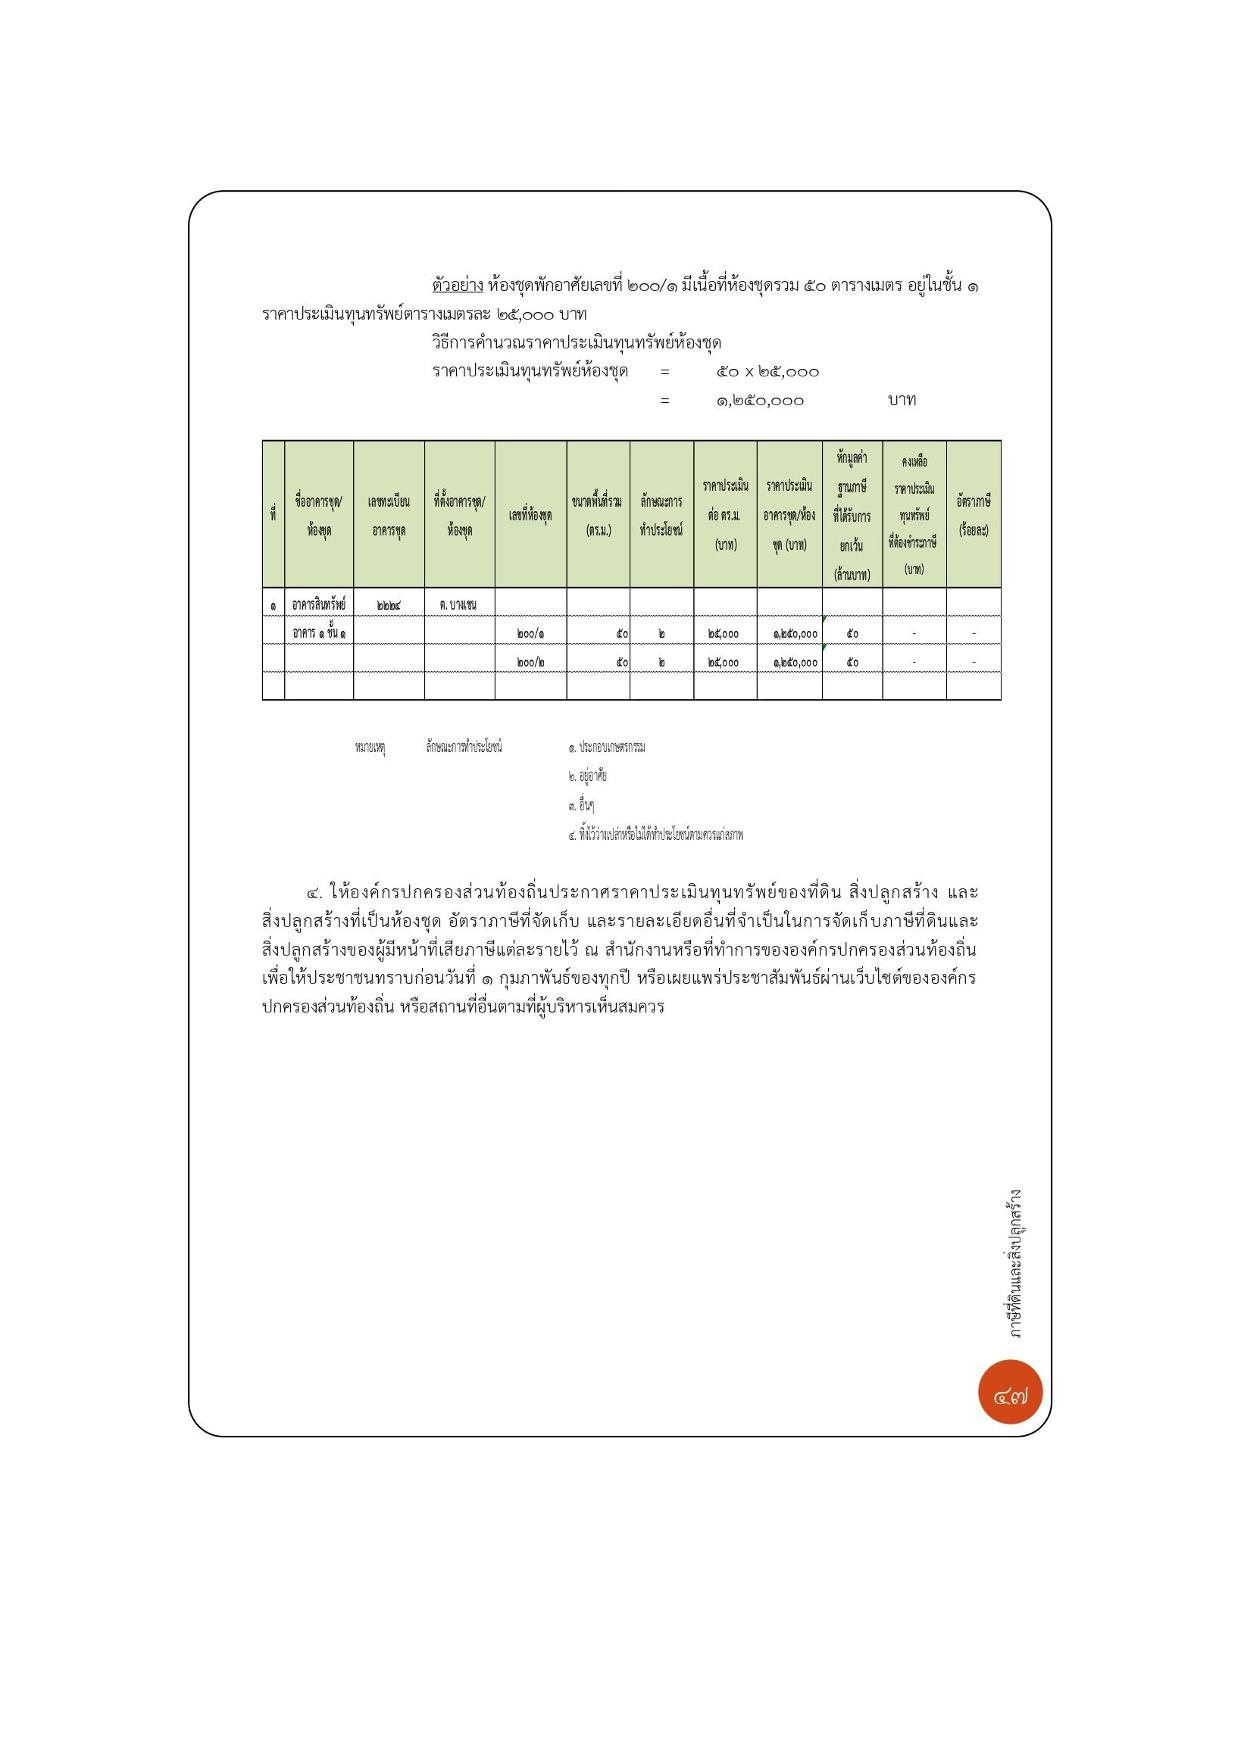 ตัวอย่าง ห้องชุดพักอาศัยเลขที่ ๒๐๐/๑ มีเนื้อที่ห้องชุดรวม ๕๐ ตารางเมตร อยู่ในชั้น ๑
ราคาประเมินทุนทรัพย์ตารางเมตรละ ๒๕,๐๐๐ บาท
วิธีการคำนวณราคาประเมินทุนทรัพย์ห้องชุด
ราคาประเมินทุนทรัพย์ห้องชุด = ๕๐ x ๒๕,๐๐๐
= ๑,๒๕๐,๐๐๐ บาท
ที่ ชื่ออาคารชุด/ห้องชุด เลขทะเบียนอาคารชุด ที่ตั้งอาคารชุด/ห้องชุด เลขที่ห้องชุด ขนาดพื้นที่รวม (ตร.ม.) ลักษณะการทำประโยชน์ ราคาประเมินต่อ ตร.ม. (บาท) ราคาประเมินอาคารชุด/ห้องชุด (บาท) หักมูลค่าฐานภาษีที่ได้รับการยกเว้น (ล้านบาท) คงเหลือราคาประเมินทุนทรัพย์ที่ต้องชำระภาษี (บาท) อัตราภาษี (ร้อยละ)
๑ อาคารสินทรัพย์ ๒๒๒๔ ต. บางเขน
อาคาร ๑ ชั้น ๑ ๒๐๐/๑ ๕๐ ๒ ๒๕,๐๐๐ ๑,๒๕๐,๐๐๐ ๕๐ - -
๒๐๐/๒ ๕๐ ๒ ๒๕,๐๐๐ ๑,๒๕๐,๐๐๐ ๕๐ - -
หมายเหตุ ลักษณะการทำประโยชน์ ๑. ประกอบเกษตรกรรม
๒. อยู่อาศัย
๓. อื่นๆ
๔. ทิ้งไว้ว่างเปล่าหรือไม่ได้ทำประโยชน์ตามควรแก่สภาพ
๔. ให้องค์กรปกครองส่วนท้องถิ่นประกาศราคาประเมินทุนทรัพย์ของที่ดิน สิ่งปลูกสร้าง และ
สิ่งปลูกสร้างที่เป็นห้องชุด อัตราภาษีที่จัดเก็บ และรายละเอียดอื่นที่จำเป็นในการจัดเก็บภาษีที่ดินและ
สิ่งปลูกสร้างของผู้มีหน้าที่เสียภาษีแต่ละรายไว้ ณ สำนักงานหรือที่ทำการขององค์กรปกครองส่วนท้องถิ่น
เพื่อให้ประชาชนทราบก่อนวันที่ ๑ กุมภาพันธ์ของทุกปี หรือเผยแพร่ประชาสัมพันธ์ผ่านเว็บไซต์ขององค์กร
ปกครองส่วนท้องถิ่น หรือสถานที่อื่นตามที่ผู้บริหารเห็นสมควร
ภาษีที่ดินและสิ่งปลูกสร้าง
๔๗